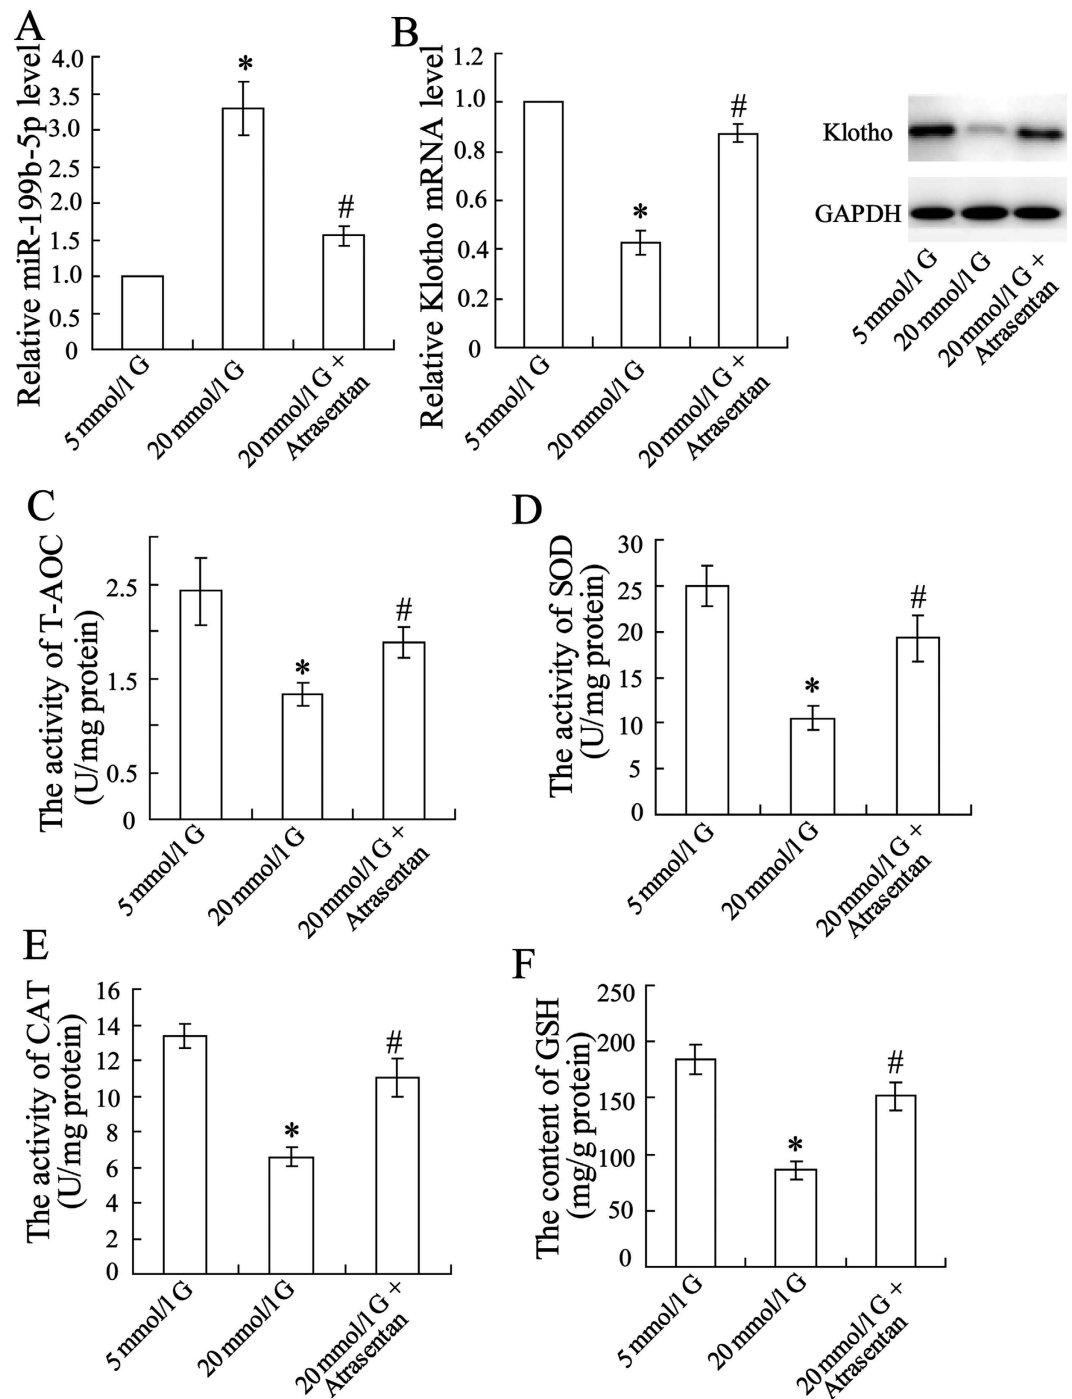 A
Relative miR-199b-5p level
4.0
3.5
3.0
2.5
2.0
1.5
1.0
0.5
0
*
#
5 mmol/l G
20 mmol/l G
20 mmol/l G +
Atrasentan
B
Relative Klotho mRNA level
1.2
1.0
0.8
0.6
0.4
0.2
0
*
#
5 mmol/l G
20 mmol/l G
20 mmol/l G +
Atrasentan
Klotho
GAPDH
5 mmol/l G
20 mmol/l G
20 mmol/l G +
Atrasentan
C
The activity of T-AOC
(U/mg protein)
2.5
1.5
0.5
0
*
#
5 mmol/l G
20 mmol/l G
20 mmol/l G +
Atrasentan
D
The activity of SOD
(U/mg protein)
30
25
20
15
10
5
0
*
#
5 mmol/l G
20 mmol/l G
20 mmol/l G +
Atrasentan
E
The activity of CAT
(U/mg protein)
16
14
12
10
8
6
4
2
0
*
#
5 mmol/l G
20 mmol/l G
20 mmol/l G +
Atrasentan
F
The content of GSH
(mg/g protein)
250
200
150
100
50
0
*
#
5 mmol/l G
20 mmol/l G
20 mmol/l G +
Atrasentan